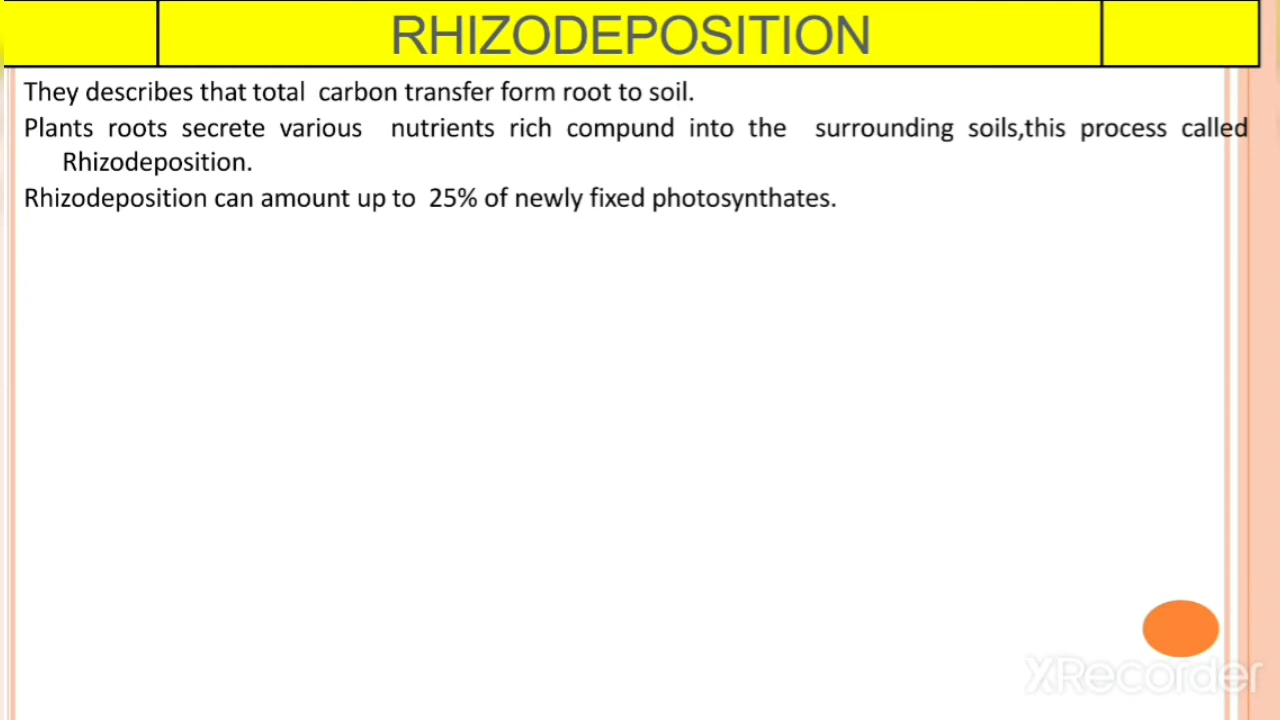 RHIZODEPOSITION
They describes that total carbon transfer form root to soil.
Plants roots secrete various nutrients rich compund into the surrounding soils,this process called
Rhizodeposition.
Rhizodeposition can amount up to 25% of newly fixed photosynthates.
XRecorder